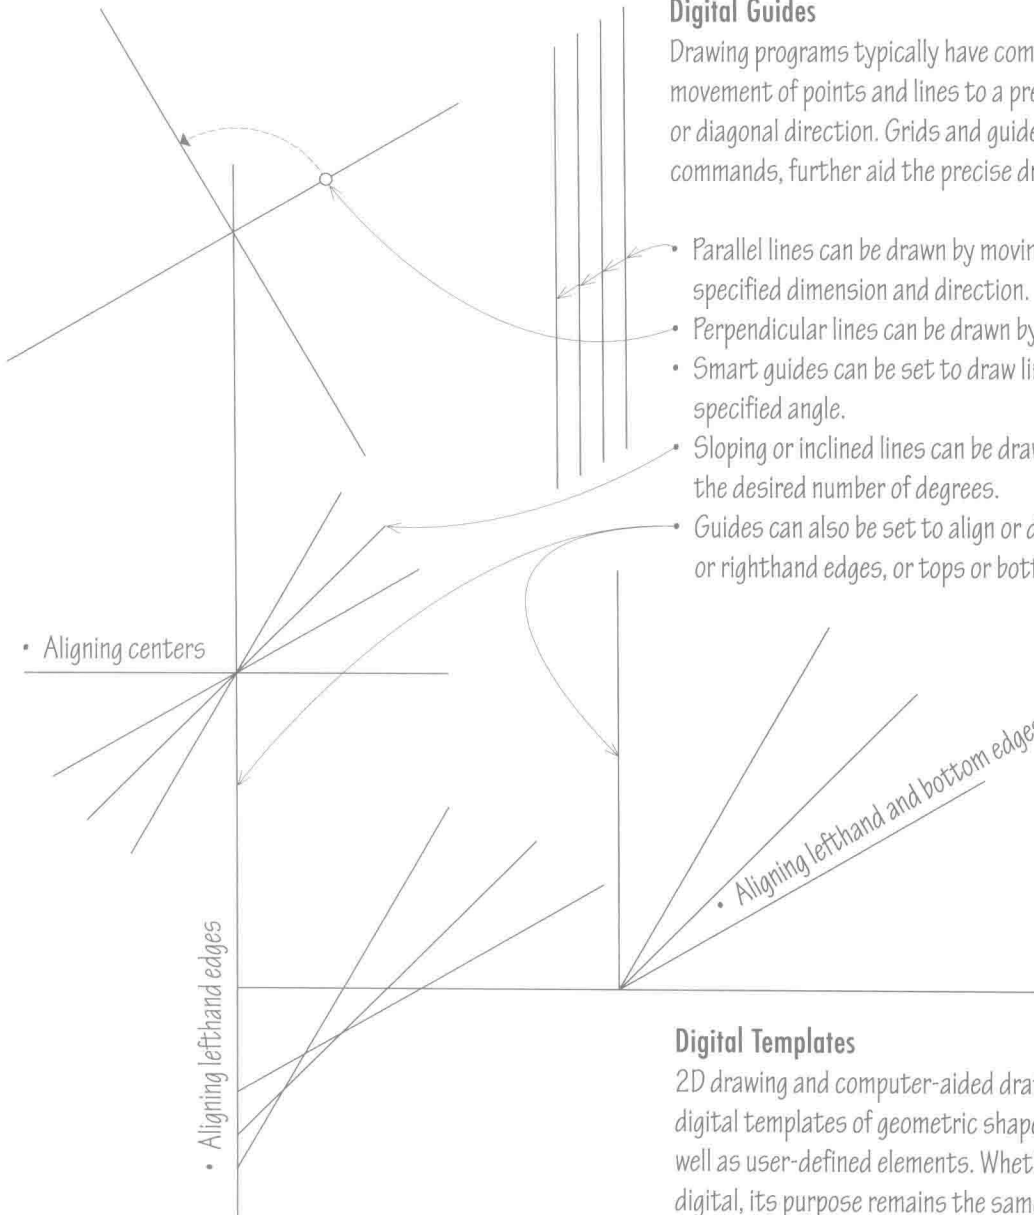 Digital Guides
Drawing programs typically have com
movement of points and lines to a pre
or diagonal direction. Grids and guide
commands, further aid the precise dr
• Parallel lines can be drawn by movin
specified dimension and direction.
• Perpendicular lines can be drawn by
• Smart guides can be set to draw li
specified angle.
• Sloping or inclined lines can be draw
the desired number of degrees.
• Guides can also be set to align or d
or righthand edges, or tops or bott
• Aligning centers
• Aligning lefthand and bottom edges
• Aligning lefthand edges
Digital Templates
2D drawing and computer-aided draf
digital templates of geometric shape
well as user-defined elements. Wheth
digital, its purpose remains the same